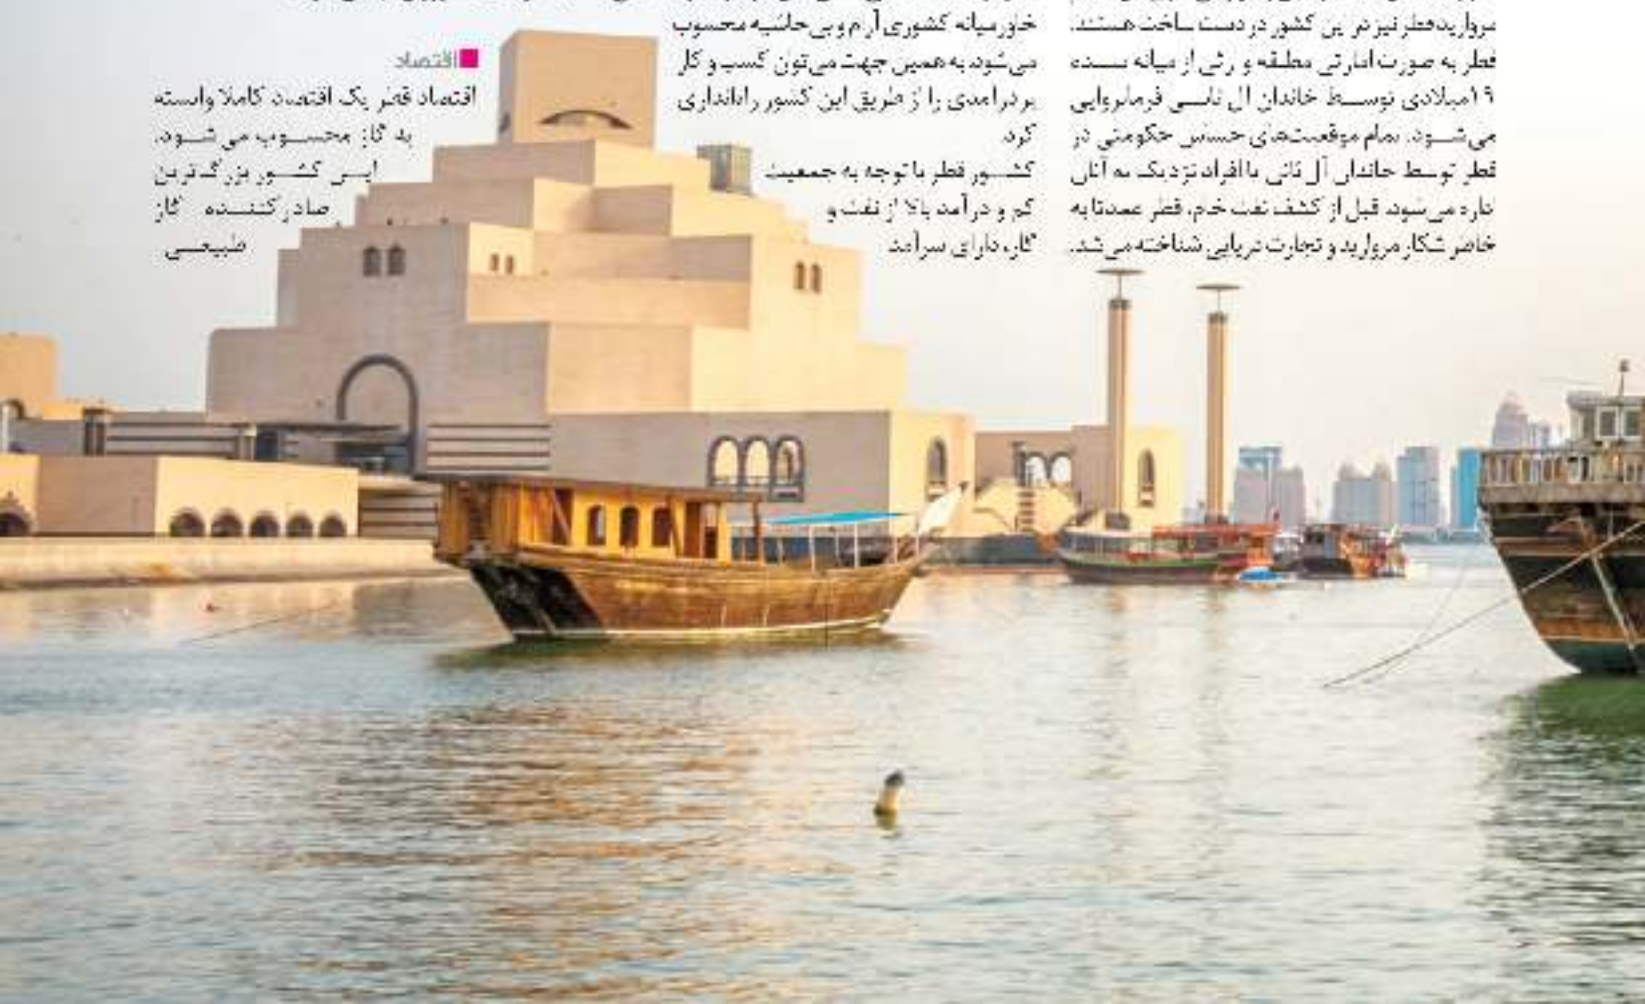 مروارید قطر نیز در این کشور در دست ساخت هستند.
قطر به صورت امارتی مطلقه و ارثی از میانه سده
۱۹میلادی توسط خاندان آل ثانی فرمانروایی
می‌شود. تمام موقعیت‌های حساس حکومتی در
قطر توسط خاندان آل ثانی یا افراد نزدیک به آنان
اداره می‌شود. قبل از کشف نفت خام، قطر عمدتا به
خاطر شکار مروارید و تجارت دریایی شناخته می‌شد.
خاورمیانه کشوری آرام و بی‌حاشیه محسوب
می‌شود، به همین جهت می‌توان کسب و کار
پردرآمدی را از طریق این کشور راه‌اندازی
کرد.
کشور قطر با توجه به جمعیت
کم و درآمد بالا از نفت و
گاز، دارای سرآمد
اقتصاد
اقتصاد قطر یک اقتصاد کاملا وابسته
به گاز محسوب می‌شود.
این کشور بزرگ‌ترین
صادرکننده گاز
طبیعی